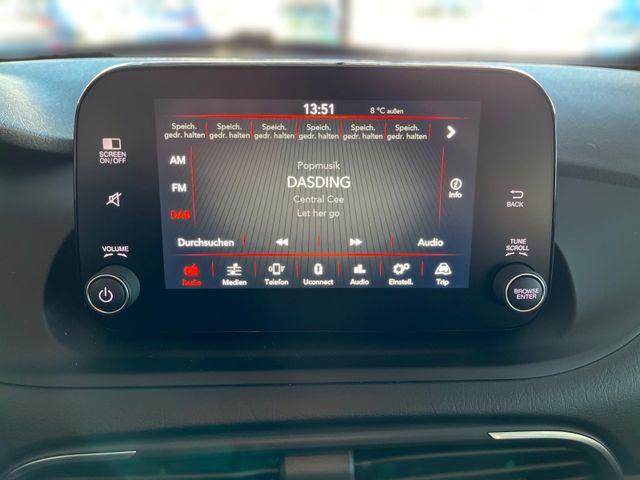 13:51 8 °C außen
Speich. gedr. halten
Speich. gedr. halten
Speich. gedr. halten
Speich. gedr. halten
Speich. gedr. halten
Speich. gedr. halten
SCREEN ON/OFF
AM
FM
DAB
Popmusik
DASDING
Central Cee
Let her go
Info
BACK
Durchsuchen
Audio
VOLUME
TUNE
SCROLL
BROWSE
ENTER
Radio Medien Telefon Uconnect Audio Einstell. Trip